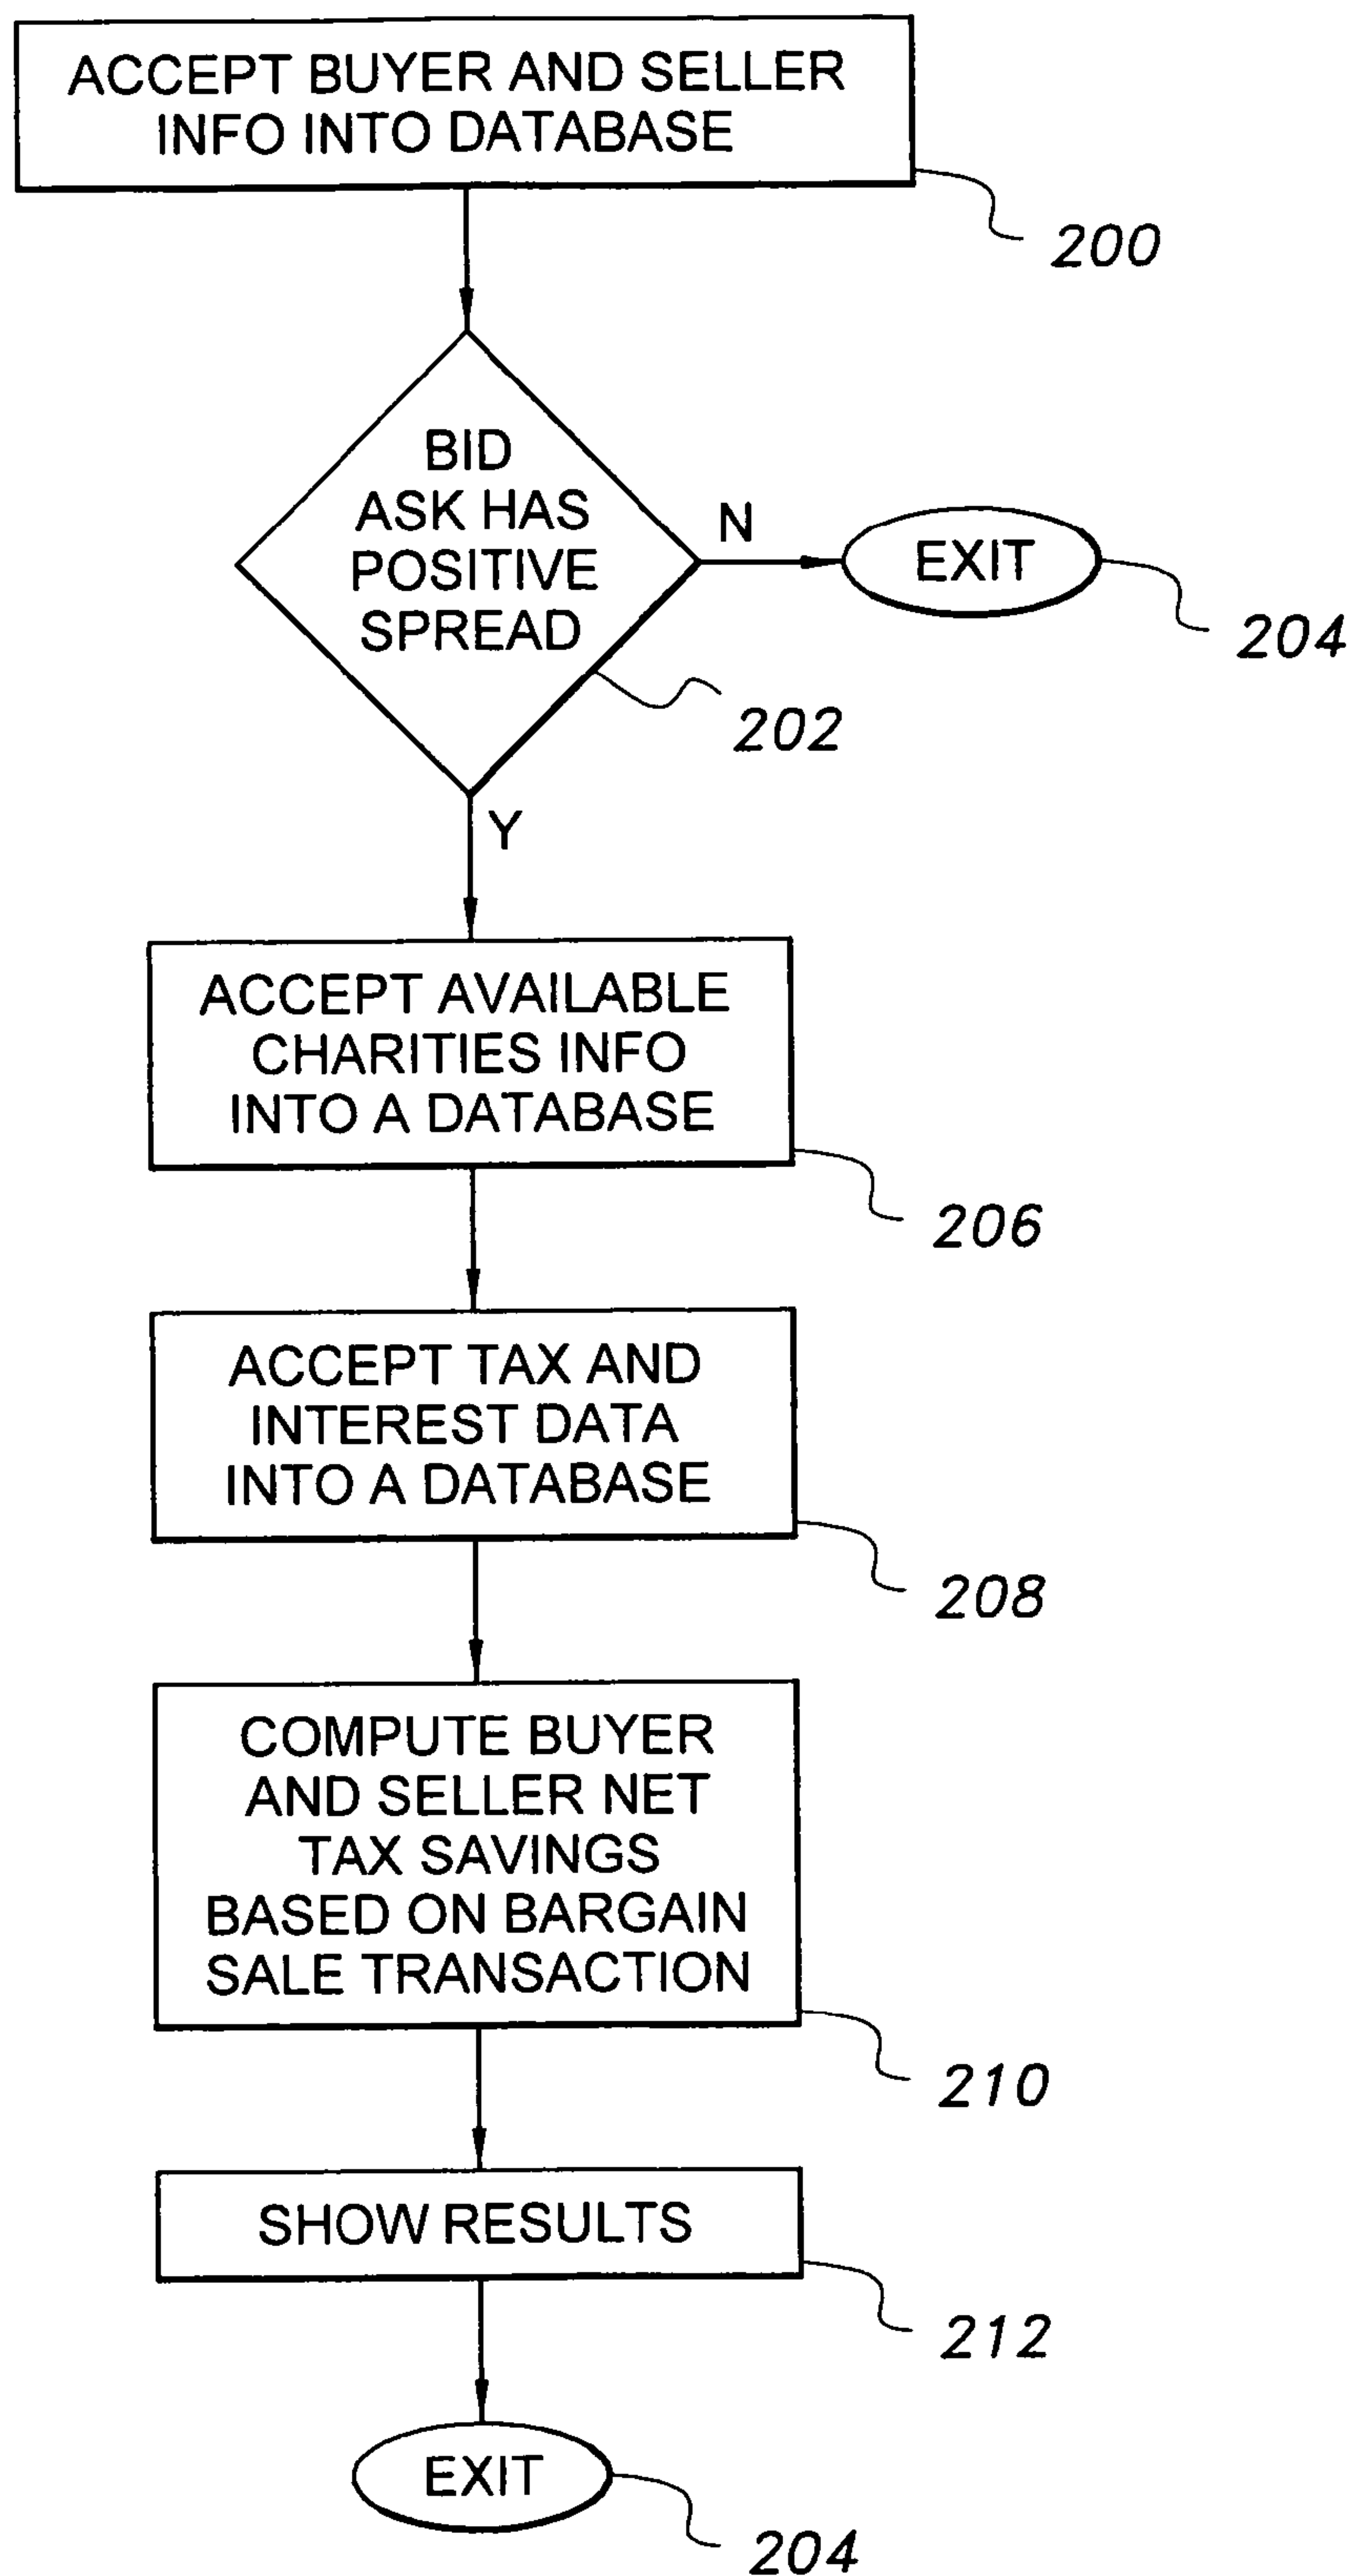 ACCEPT BUYER AND SELLER
INFO INTO DATABASE
200
BID
ASK HAS
POSITIVE
SPREAD
N
EXIT
204
202
Y
ACCEPT AVAILABLE
CHARITIES INFO
INTO A DATABASE
206
ACCEPT TAX AND
INTEREST DATA
INTO A DATABASE
208
COMPUTE BUYER
AND SELLER NET
TAX SAVINGS
BASED ON BARGAIN
SALE TRANSACTION
210
SHOW RESULTS
212
EXIT
204